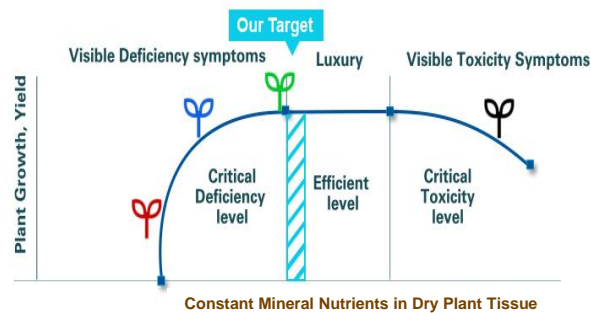 Our Target
Visible Deficiency symptoms
Luxury
Visible Toxicity Symptoms
Plant Growth, Yield
Critical
Deficiency
level
Efficient
level
Critical
Toxicity
level
Constant Mineral Nutrients in Dry Plant Tissue